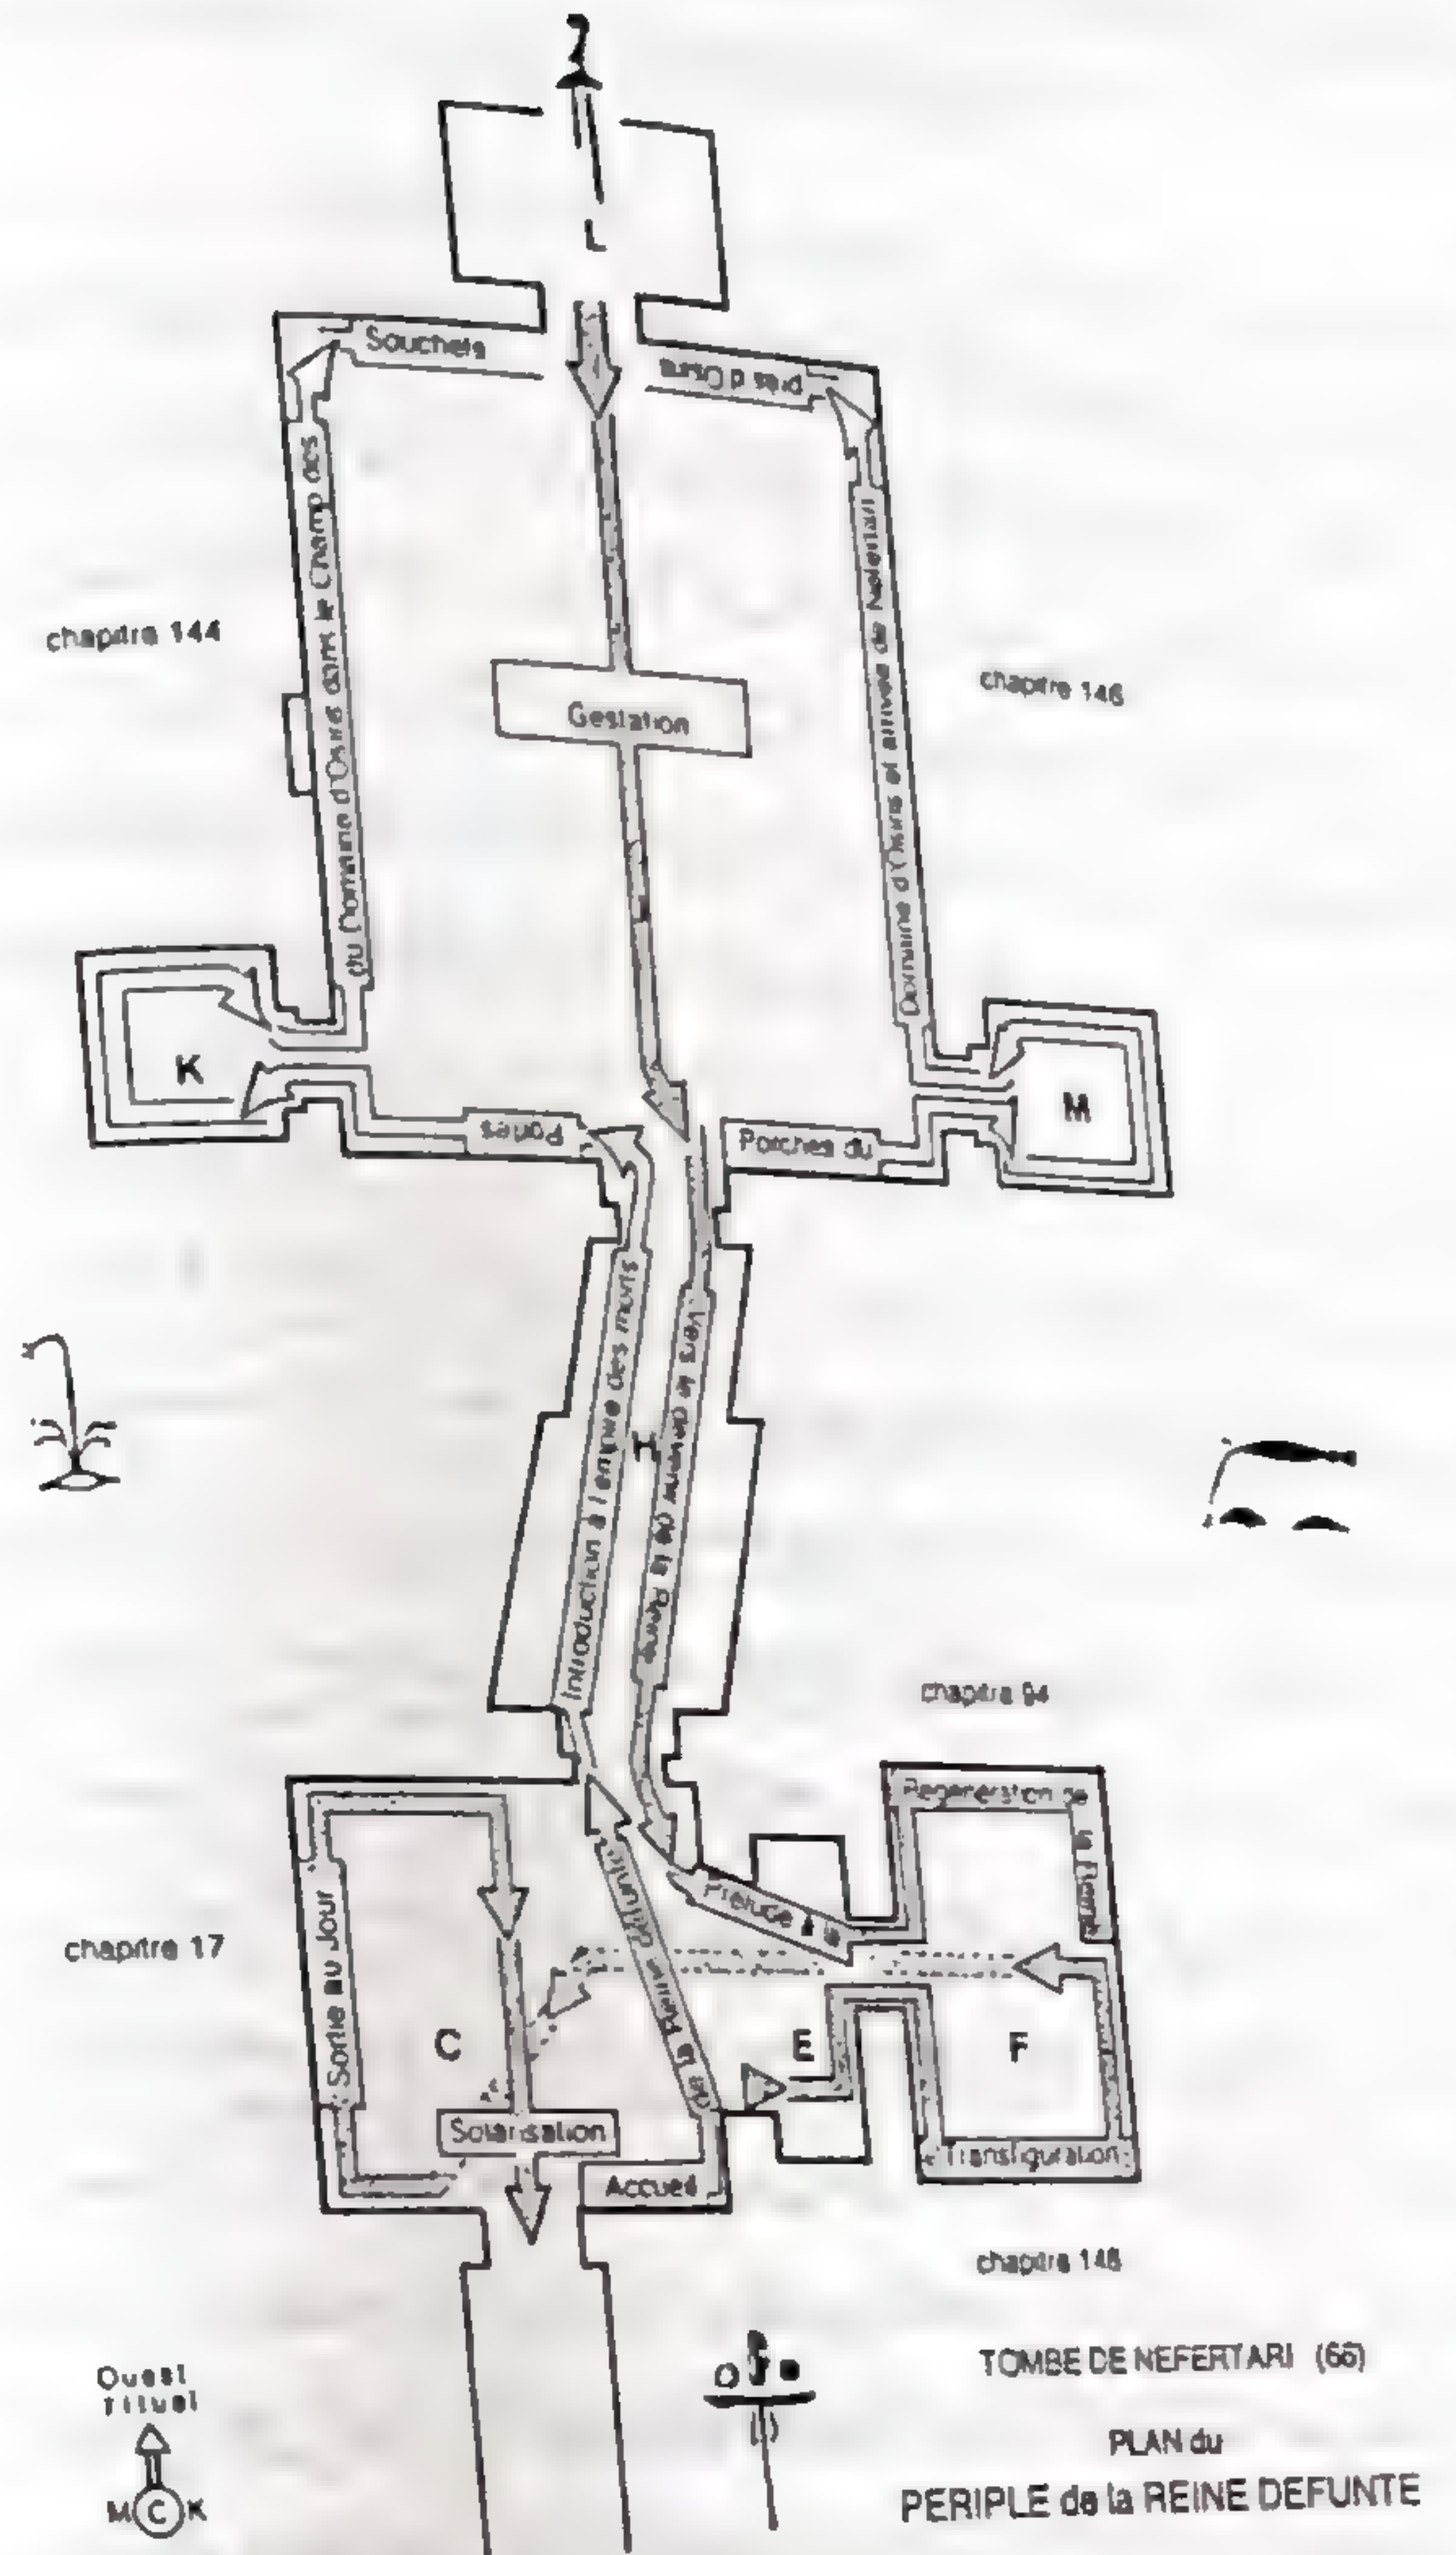 Souchets
près d'Osiris
du Domaine d'Osiris dans le Champ des
Domaine d'Osiris et arrivée de Nefertari
chapitre 144
chapitre 146
Gestation
K
M
Portes
Porches du
Introduction à l'empire des morts
Vers le devenir de la Reine
chapitre 94
Régénération de
la Reine
Prélude à la
de la Reine défunte
chapitre 17
Sortie au Jour
C
E
F
Solarisation
Accueil
Transfiguration
chapitre 148
Ouest
rituel
M C K
TOMBE DE NEFERTARI (66)
PLAN du
PERIPLE de la REINE DEFUNTE